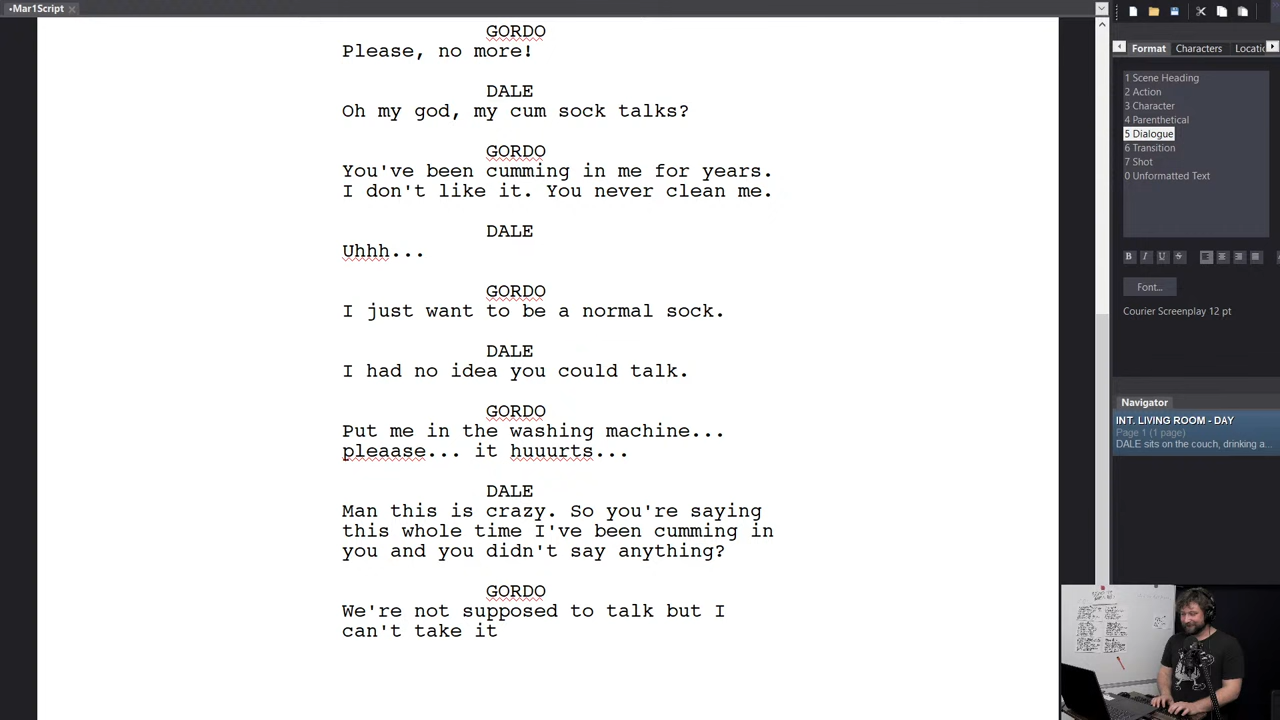 •Mar1Script
GORDO
Please, no more!
DALE
Oh my god, my cum sock talks?
GORDO
You've been cumming in me for years.
I don't like it. You never clean me.
DALE
Uhhh...
GORDO
I just want to be a normal sock.
DALE
I had no idea you could talk.
GORDO
Put me in the washing machine...
pleaase... it huuurts...
DALE
Man this is crazy. So you're saying
this whole time I've been cumming in
you and you didn't say anything?
GORDO
We're not supposed to talk but I
can't take it
Format Characters Locati
1 Scene Heading
2 Action
3 Character
4 Parenthetical
5 Dialogue
6 Transition
7 Shot
0 Unformatted Text
B I U S
Font...
Courier Screenplay 12 pt
Navigator
INT. LIVING ROOM - DAY
Page 1 (1 page)
DALE sits on the couch, drinking a...